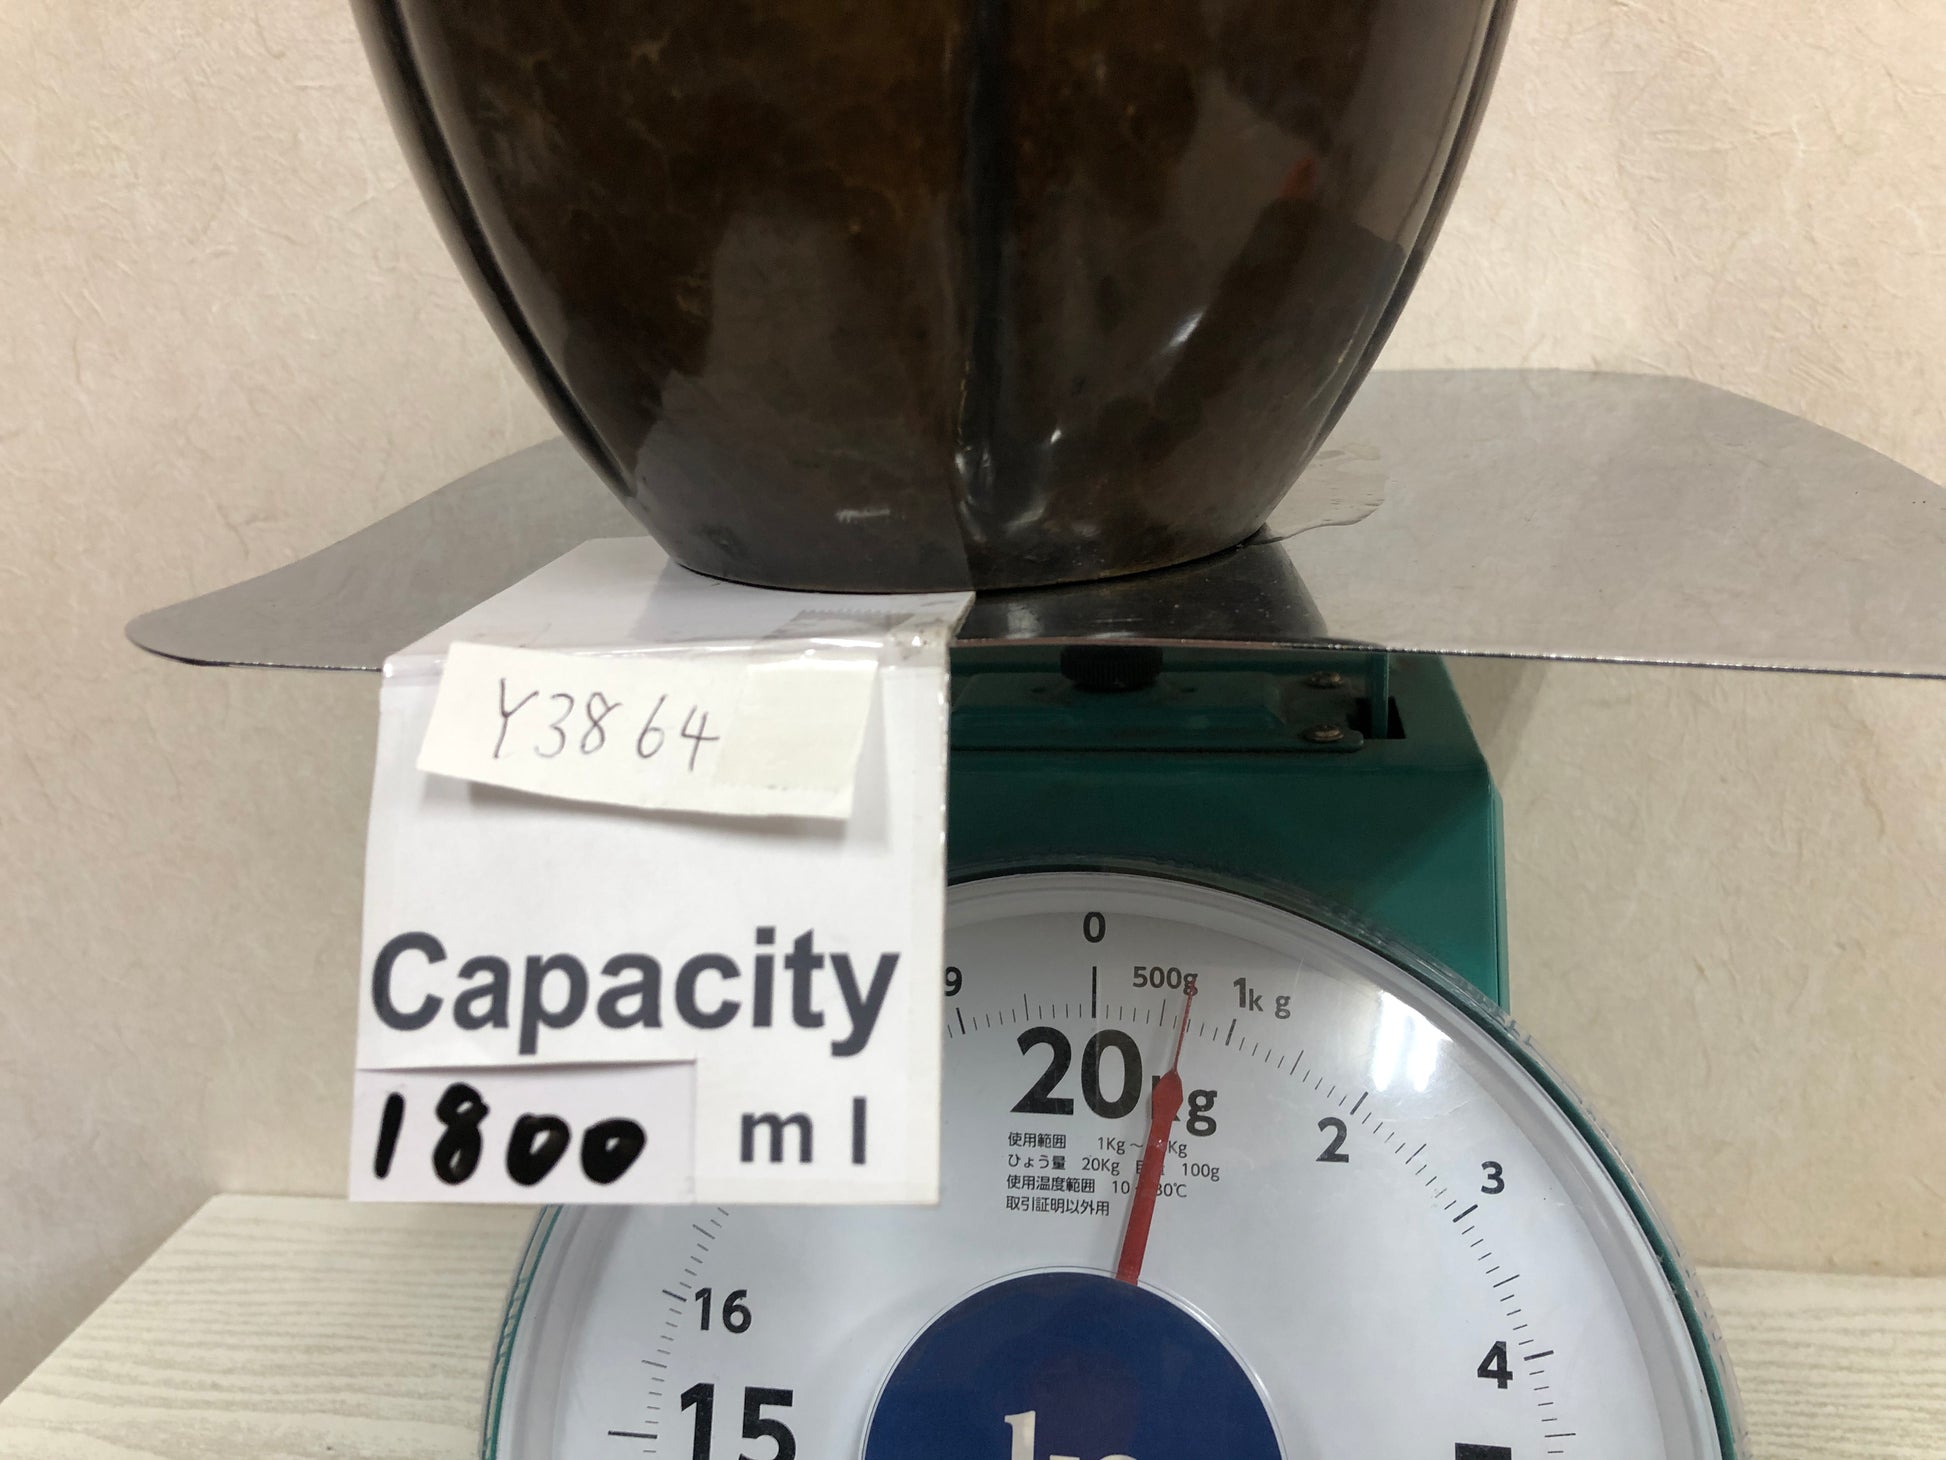 Y3864
Capacity
1800 ml
0
500g
1kg
20kg
使用範囲
ひょう量 20Kg 100g
使用温度範囲
取引証明以外用
2
3
4
16
15